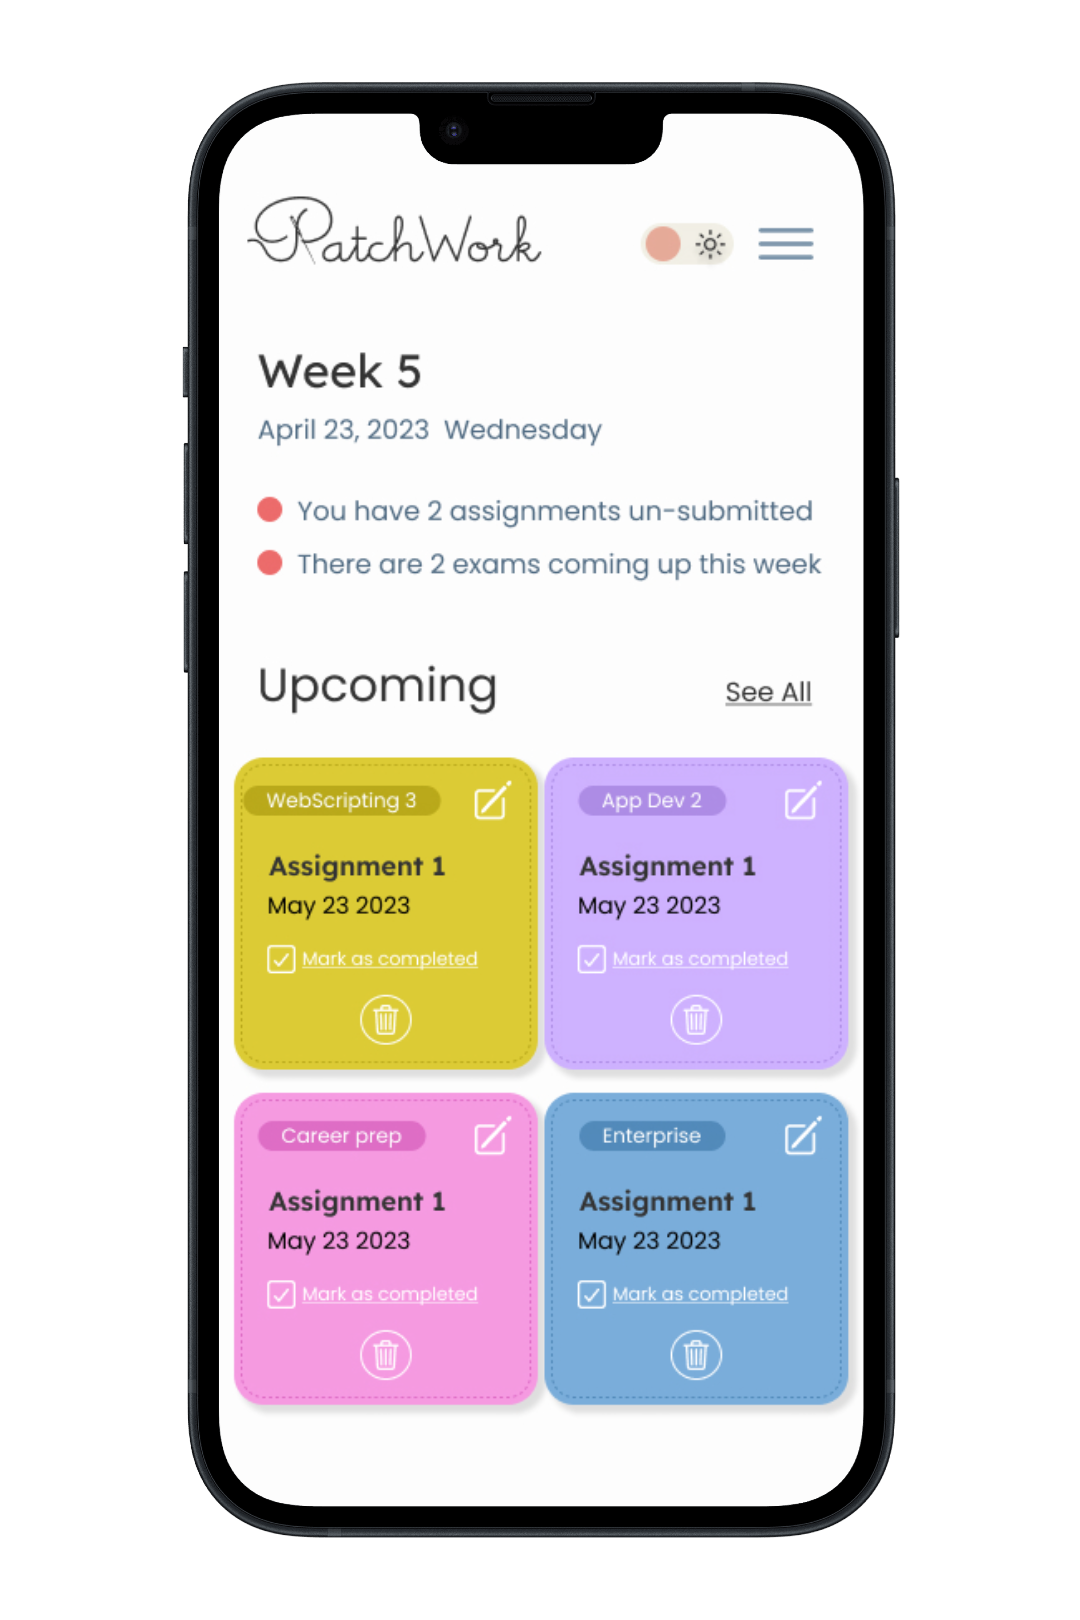 PatchWork
Week 5
April 23, 2023 Wednesday
You have 2 assignments un-submitted
There are 2 exams coming up this week
Upcoming
See All
WebScripting 3
Assignment 1
May 23 2023
Mark as completed
App Dev 2
Assignment 1
May 23 2023
Mark as completed
Career prep
Assignment 1
May 23 2023
Mark as completed
Enterprise
Assignment 1
May 23 2023
Mark as completed